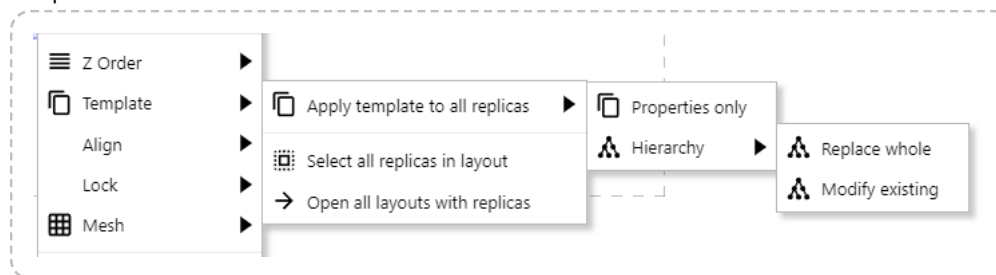 Z Order
Template
Align
Lock
Mesh
Apply template to all replicas
Select all replicas in layout
Open all layouts with replicas
Properties only
Hierarchy
Replace whole
Modify existing